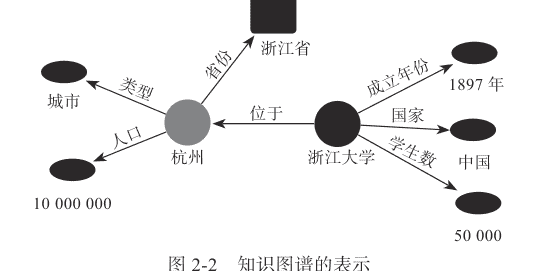 浙江省
省份
成立年份
1897 年
类型
城市
位于
国家
人口
杭州
浙江大学
学生数
中国
10 000 000
50 000
图 2-2 知识图谱的表示